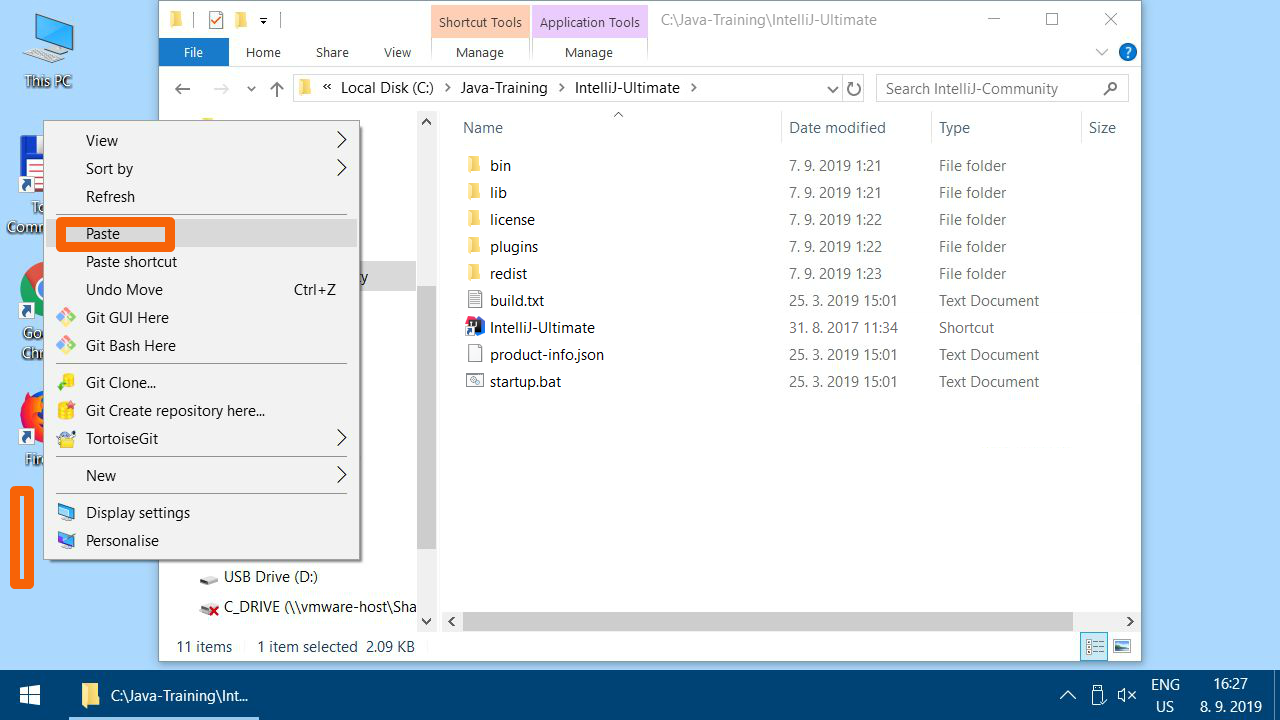 This PC
Shortcut Tools
Application Tools
C:\Java-Training\IntelliJ-Ultimate
File
Home
Share
View
Manage
Manage
?
« Local Disk (C:) > Java-Training > IntelliJ-Ultimate >
Search IntelliJ-Community
Name
Date modified
Type
Size
bin 7. 9. 2019 1:21 File folder
lib 7. 9. 2019 1:21 File folder
license 7. 9. 2019 1:22 File folder
plugins 7. 9. 2019 1:22 File folder
redist 7. 9. 2019 1:23 File folder
build.txt 25. 3. 2019 15:01 Text Document
IntelliJ-Ultimate 31. 8. 2017 11:34 Shortcut
product-info.json 25. 3. 2019 15:01 Text Document
startup.bat 25. 3. 2019 15:01 Text Document
View
Sort by
Refresh
Paste
Paste shortcut
Undo Move Ctrl+Z
Git GUI Here
Git Bash Here
Git Clone...
Git Create repository here...
TortoiseGit
New
Display settings
Personalise
USB Drive (D:)
C_DRIVE (\\vmware-host\Sha
11 items 1 item selected 2.09 KB
C:\Java-Training\Int...
ENG
US
16:27
8. 9. 2019